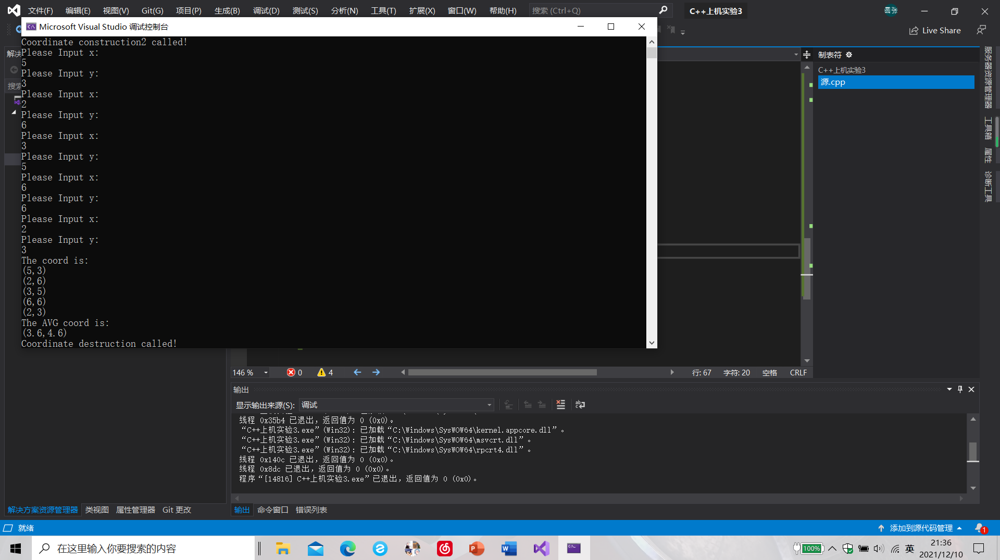 文件(F) 编辑(E) 视图(V) Git(G) 项目(P) 生成(B) 调试(D) 测试(S) 分析(N) 工具(T) 扩展(X) 窗口(W) 帮助(H) 搜索 (Ctrl+Q) C++上机实验3 圆张
Microsoft Visual Studio 调试控制台
Live Share
Coordinate construction2 called!
Please Input x:
5
Please Input y:
3
Please Input x:
2
Please Input y:
6
Please Input x:
3
Please Input y:
5
Please Input x:
6
Please Input y:
6
Please Input x:
2
Please Input y:
3
The coord is:
(5,3)
(2,6)
(3,5)
(6,6)
(2,3)
The AVG coord is:
(3.6,4.6)
Coordinate destruction called!
解决
搜索
制表符
C++上机实验3
源.cpp
服务器资源管理器
工具箱
属性
诊断工具
146 % 0 4 行: 67 字符: 20 空格 CRLF
输出
显示输出来源(S): 调试
线程 0x35b4 已退出，返回值为 0 (0x0)。
“C++上机实验3.exe”(Win32): 已加载“C:\Windows\SysWOW64\kernel.appcore.dll”。
“C++上机实验3.exe”(Win32): 已加载“C:\Windows\SysWOW64\msvcrt.dll”。
“C++上机实验3.exe”(Win32): 已加载“C:\Windows\SysWOW64\rpcrt4.dll”。
线程 0x140c 已退出，返回值为 0 (0x0)。
线程 0x8dc 已退出，返回值为 0 (0x0)。
程序“[14816] C++上机实验3.exe”已退出，返回值为 0 (0x0)。
解决方案资源管理器 类视图 属性管理器 Git 更改
输出 命令窗口 错误列表
就绪
添加到源代码管理 1
在这里输入你要搜索的内容
100% 英 21:36
2021/12/10